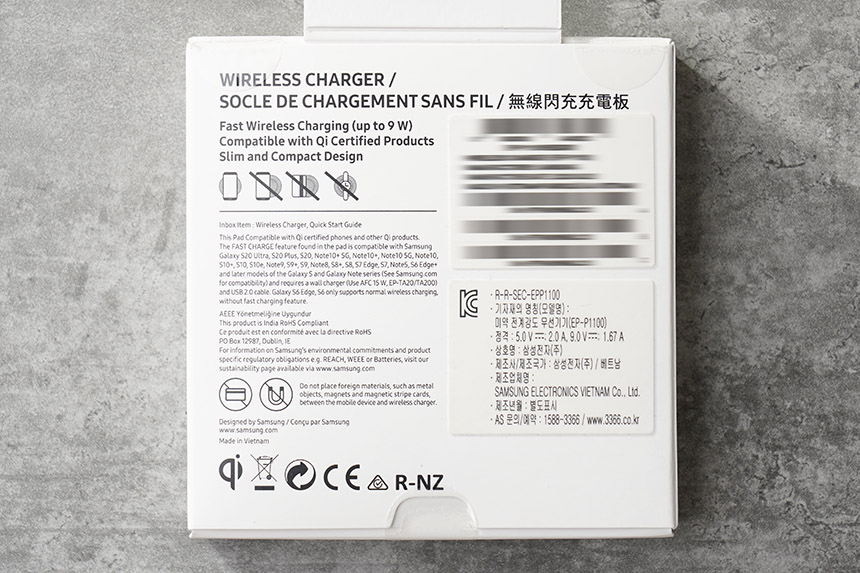 WIRELESS CHARGER /
SOCLE DE CHARGEMENT SANS FIL / 無線閃充充電板
Fast Wireless Charging (up to 9 W)
Compatible with Qi Certified Products
Slim and Compact Design
Inbox Item : Wireless Charger, Quick Start Guide
This Pad Compatible with Qi certified phones and other Qi products.
The FAST CHARGE feature found in the pad is compatible with Samsung
Galaxy S20 Ultra, S20 Plus, S20, Note10+ 5G, Note10+, Note10 5G, Note10,
S10+, S10, S10e, Note9, S9+, S9, Note8, S8+, S8, S7 Edge, S7, Note5, S6 Edge+
and later models of the Galaxy S and Galaxy Note series (See Samsung.com
for compatibility) and requires a wall charger (Use AFC 15 W, EP-TA20/TA200)
and USB 2.0 cable. Galaxy S6 Edge, S6 only supports normal wireless charging,
without fast charging feature.
AEEE Yönetmeliğine Uygundur
This product is India RoHS Compliant
Ce produit est en conformité avec la directive RoHS
PO Box 12987, Dublin, IE
For information on Samsung's environmental commitments and product
specific regulatory obligations e.g. REACH, WEEE or Batteries, visit our
sustainability page available via www.samsung.com
Do not place foreign materials, such as metal
objects, magnets and magnetic stripe cards,
between the mobile device and wireless charger.
Designed by Samsung / Conçu par Samsung
www.samsung.com
Made in Vietnam
qi CE R-NZ
· R-R-SEC-EPP1100
· 기자재의 명칭(모델명) :
미약 전계강도 무선기기(EP-P1100)
· 정격 : 5.0 V⎓ 2.0 A, 9.0 V⎓ 1.67 A
· 상호명 : 삼성전자(주)
· 제조사/제조국가 : 삼성전자(주) / 베트남
· 제조업체명 :
SAMSUNG ELECTRONICS VIETNAM Co., Ltd.
· 제조년월 : 별도표시
· AS 문의/예약 : 1588-3366 / www.3366.co.kr